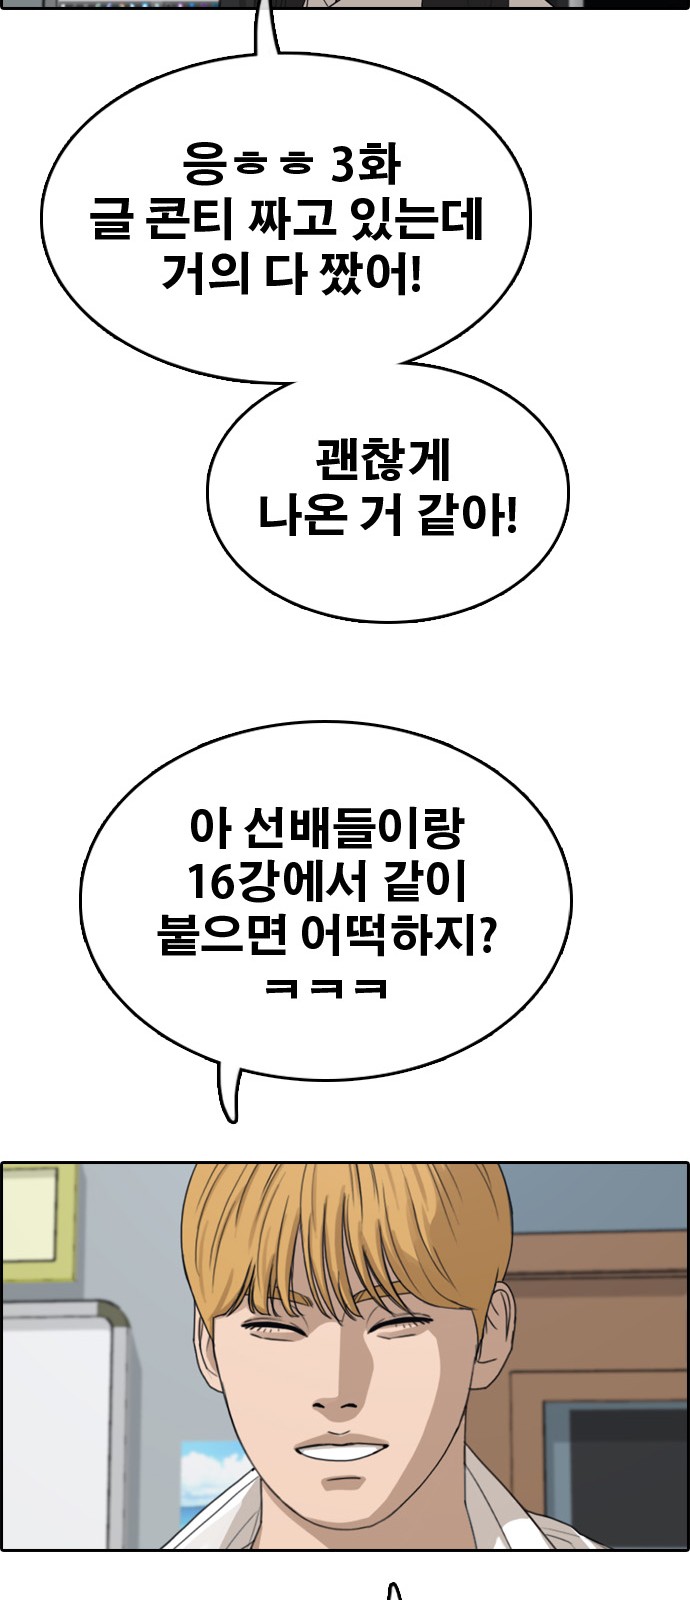 응ㅎㅎ 3화
글 콘티 짜고 있는데
거의 다 짰어!
괜찮게
나온 거 같아!
아 선배들이랑
16강에서 같이
붙으면 어떡하지?
ㅋㅋㅋ